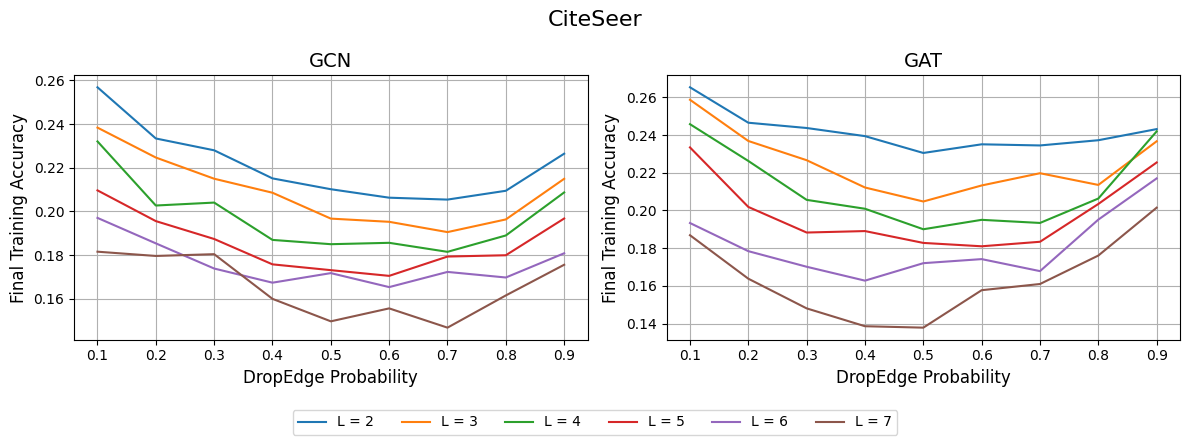 CiteSeer
GCN
Final Training Accuracy
0.26
0.24
0.22
0.20
0.18
0.16
0.1 0.2 0.3 0.4 0.5 0.6 0.7 0.8 0.9
DropEdge Probability
GAT
Final Training Accuracy
0.26
0.24
0.22
0.20
0.18
0.16
0.14
0.1 0.2 0.3 0.4 0.5 0.6 0.7 0.8 0.9
DropEdge Probability
L = 2 L = 3 L = 4 L = 5 L = 6 L = 7